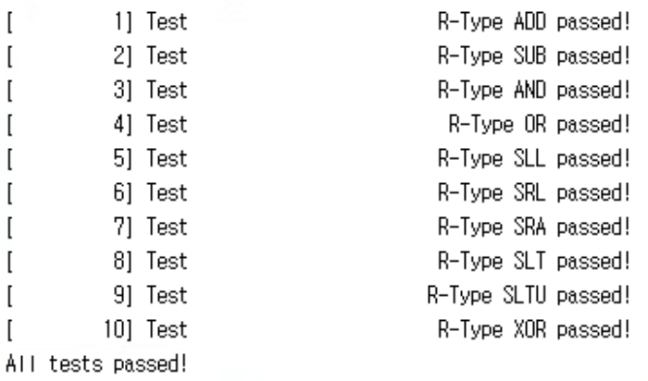 [         1] Test                         R-Type ADD passed!
[         2] Test                         R-Type SUB passed!
[         3] Test                         R-Type AND passed!
[         4] Test                          R-Type OR passed!
[         5] Test                         R-Type SLL passed!
[         6] Test                         R-Type SRL passed!
[         7] Test                         R-Type SRA passed!
[         8] Test                         R-Type SLT passed!
[         9] Test                        R-Type SLTU passed!
[        10] Test                         R-Type XOR passed!
All tests passed!